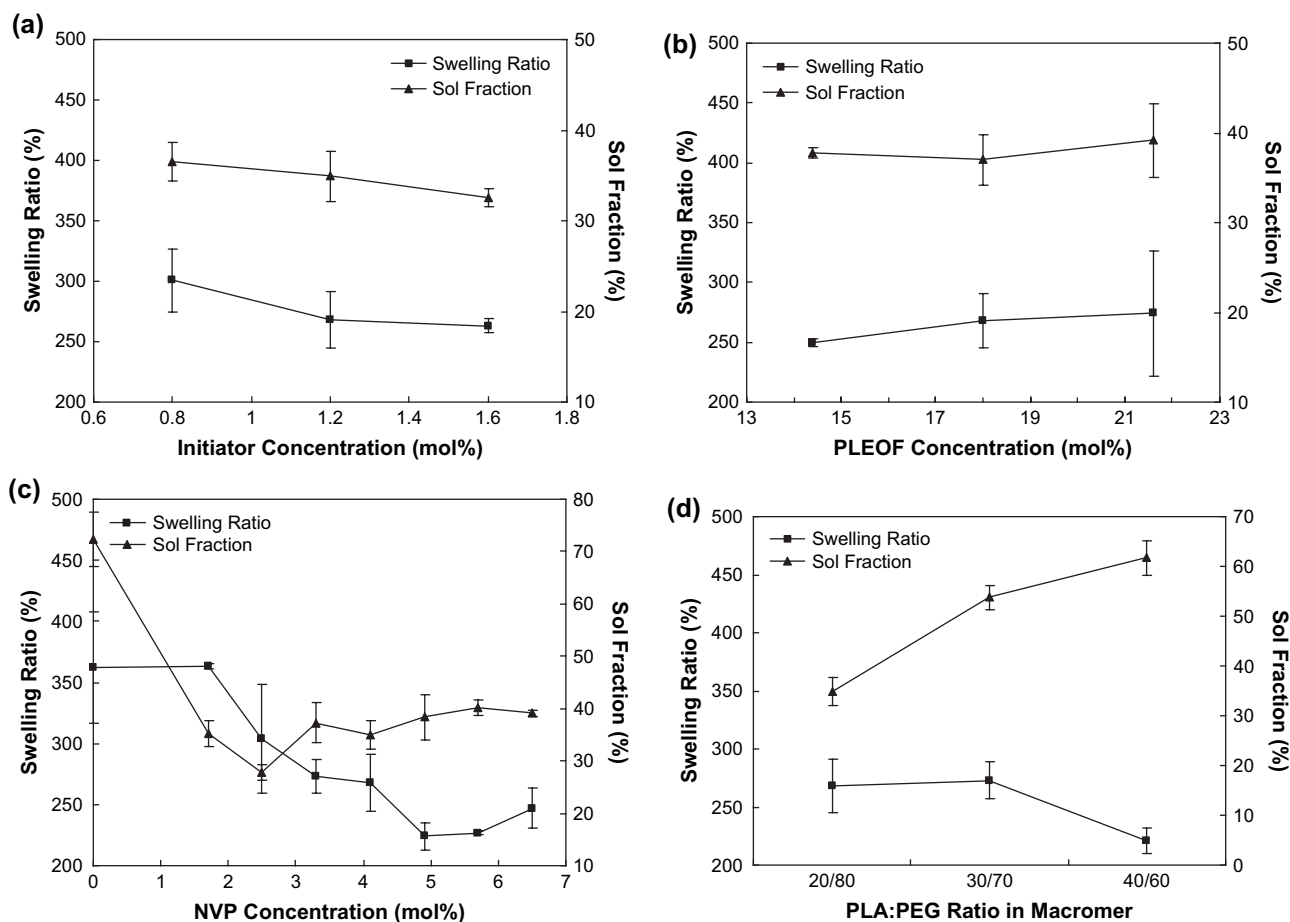 (a)
500
450
400
350
300
250
200
Swelling Ratio (%)
Swelling Ratio
Sol Fraction
50
40
30
20
10
Sol Fraction (%)
0.6 0.8 1 1.2 1.4 1.6 1.8
Initiator Concentration (mol%)
(b)
500
450
400
350
300
250
200
Swelling Ratio (%)
Swelling Ratio
Sol Fraction
50
40
30
20
10
Sol Fraction (%)
13 15 17 19 21 23
PLEOF Concentration (mol%)
(c)
500
450
400
350
300
250
200
Swelling Ratio (%)
Swelling Ratio
Sol Fraction
80
70
60
50
40
30
20
10
Sol Fraction (%)
0 1 2 3 4 5 6 7
NVP Concentration (mol%)
(d)
500
450
400
350
300
250
200
Swelling Ratio (%)
Swelling Ratio
Sol Fraction
70
60
50
40
30
20
10
0
Sol Fraction (%)
20/80 30/70 40/60
PLA:PEG Ratio in Macromer